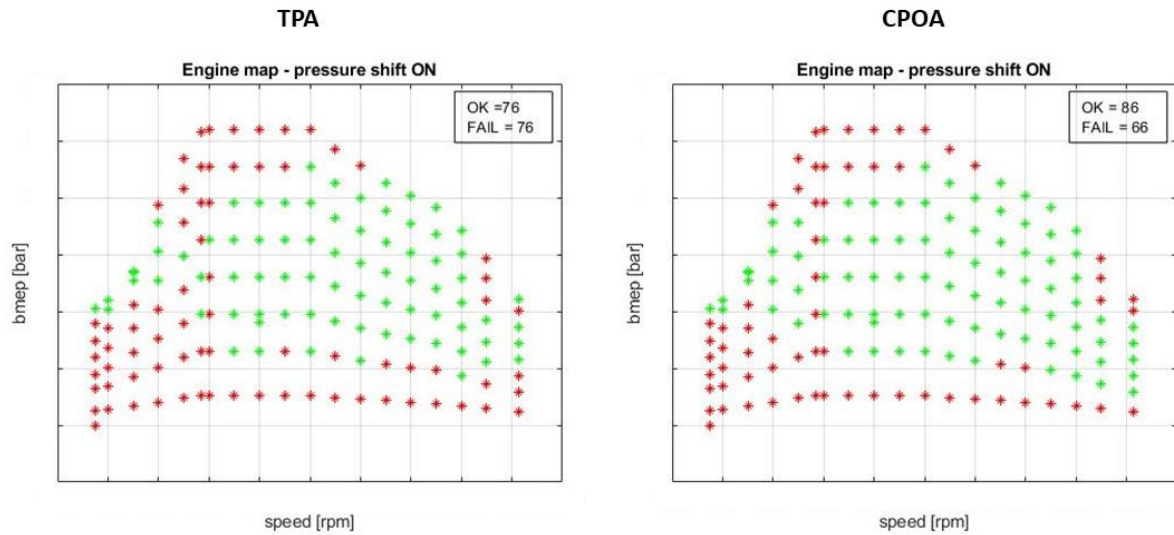 TPA
Engine map - pressure shift ON
OK =76
FAIL = 76
bmep [bar]
speed [rpm]
CPOA
Engine map - pressure shift ON
OK = 86
FAIL = 66
bmep [bar]
speed [rpm]